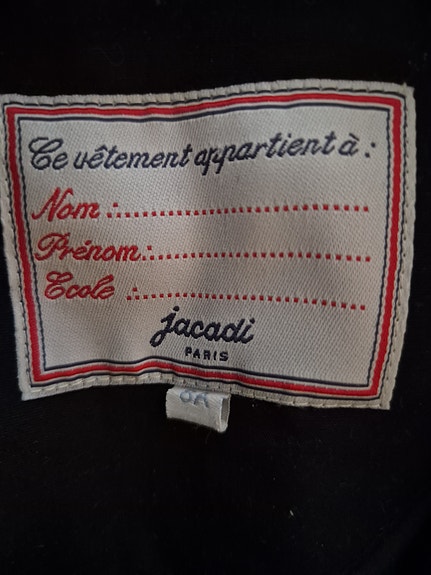 Ce vêtement appartient à :
Nom :..............................
Prénom.:..........................
Ecole .:............................
jacadi
PARIS